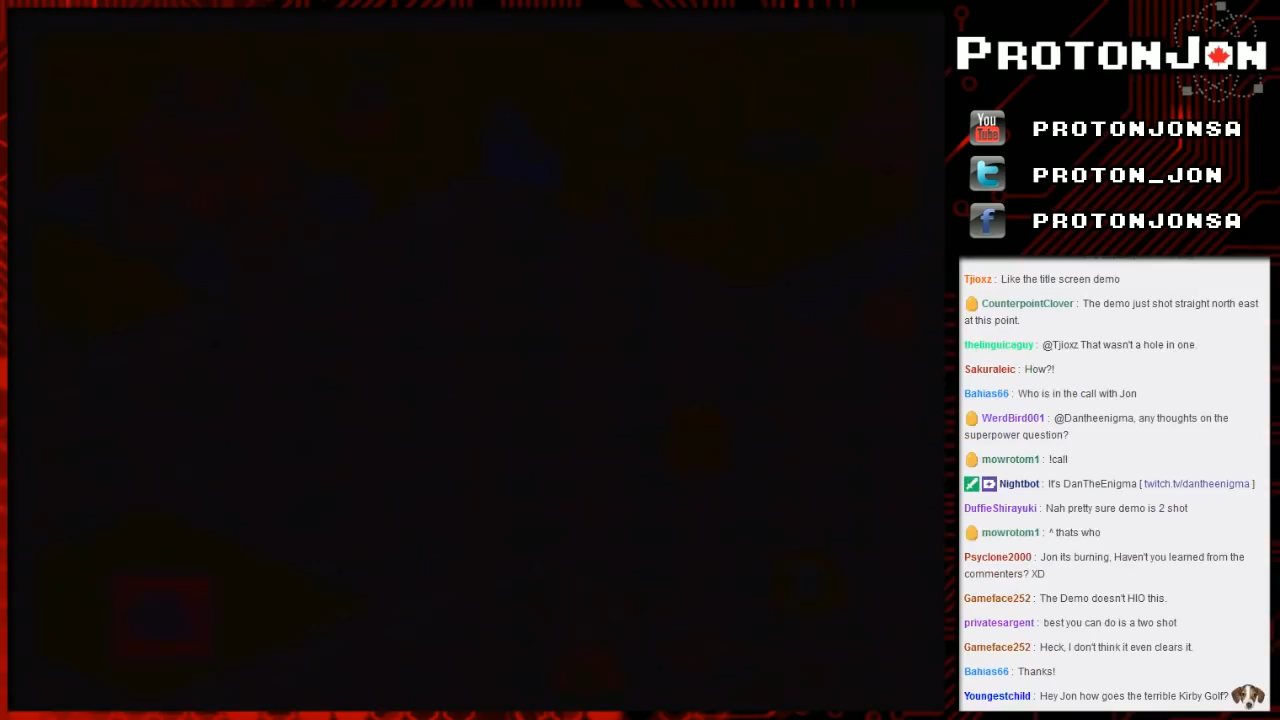 PROTONJON
You Tube PROTONJONSA
t PROTON_JON
f PROTONJONSA
Tjioxz : Like the title screen demo
CounterpointClover : The demo just shot straight north east
at this point.
thelinguicaguy : @Tjioxz That wasn't a hole in one.
Sakuraleic : How?!
Bahias66 : Who is in the call with Jon
WerdBird001 : @Dantheenigma, any thoughts on the
superpower question?
mowrotom1 : !call
Nightbot : It's DanTheEnigma [ twitch.tv/dantheenigma ]
DuffieShirayuki : Nah pretty sure demo is 2 shot
mowrotom1 : ^ thats who
Psyclone2000 : Jon its burning, Haven't you learned from the
commenters? XD
Gameface252 : The Demo doesn't HIO this.
privatesargent : best you can do is a two shot
Gameface252 : Heck, I don't think it even clears it.
Bahias66 : Thanks!
Youngestchild : Hey Jon how goes the terrible Kirby Golf?